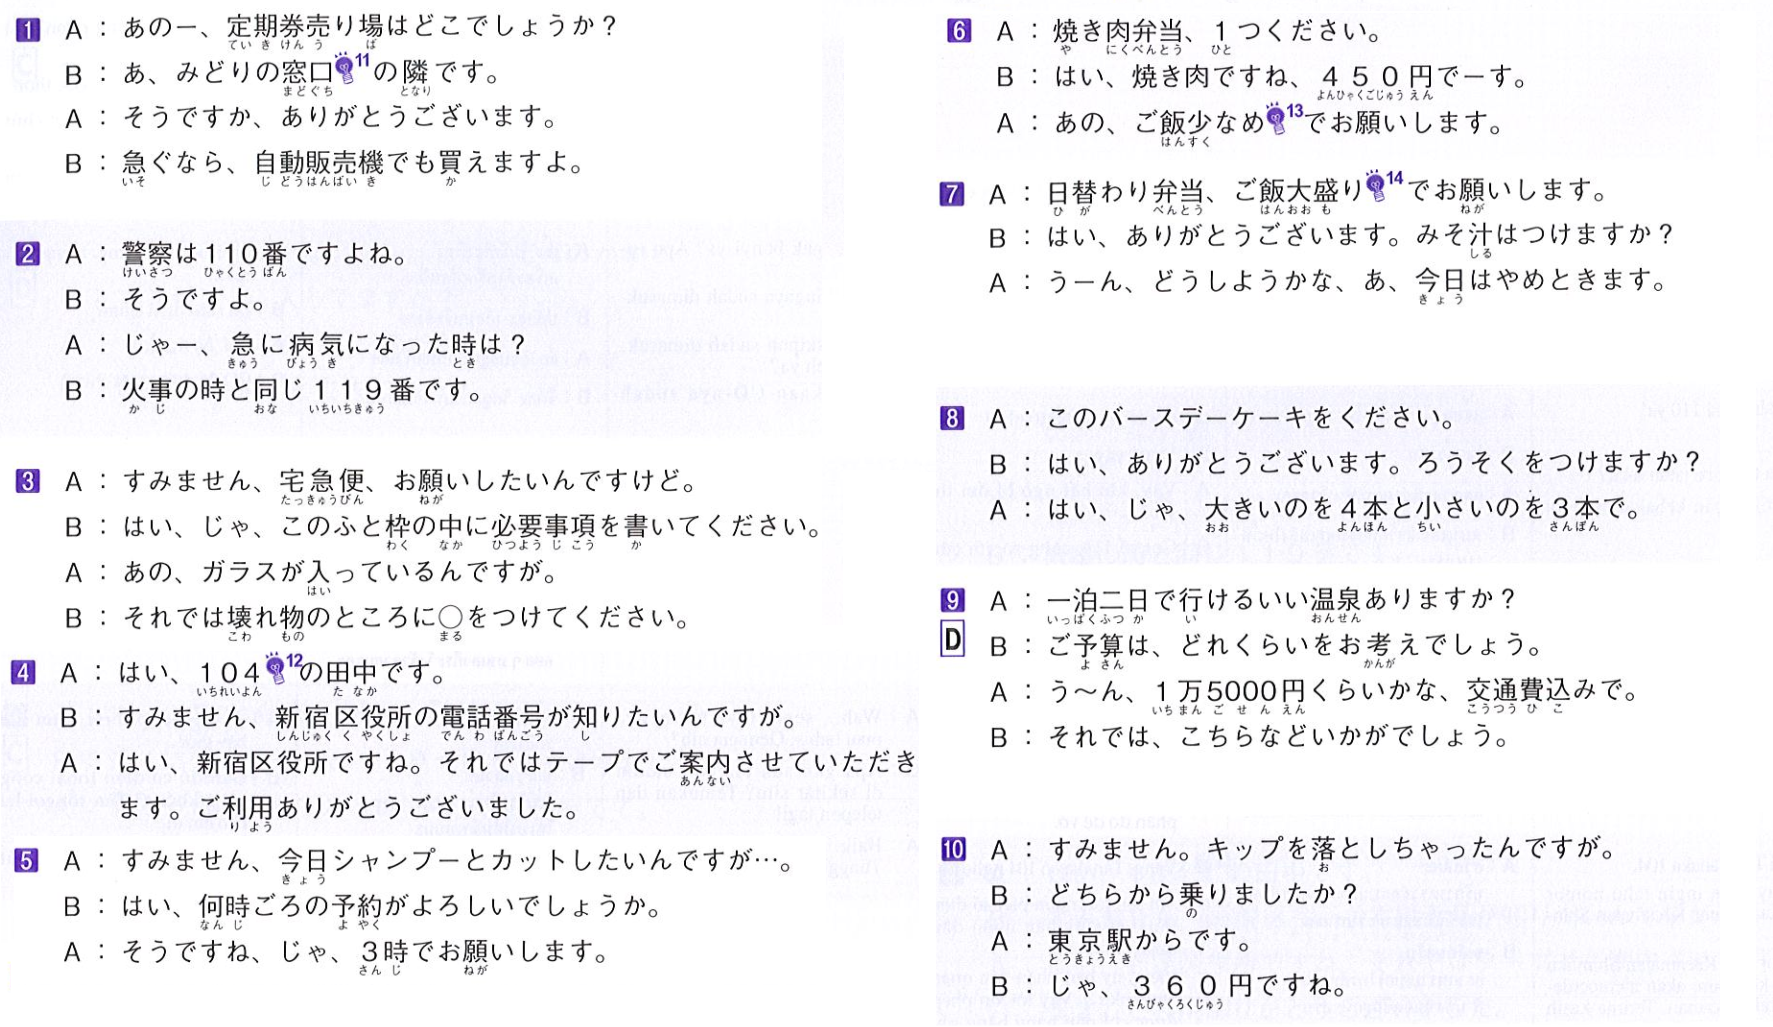 1 A：あのー、定期券売り場はどこでしょうか？
B：あ、みどりの窓口11の隣です。
A：そうですか、ありがとうございます。
B：急ぐなら、自動販売機でも買えますよ。
2 A：警察は110番ですよね。
B：そうですよ。
A：じゃー、急に病気になった時は？
B：火事の時と同じ119番です。
3 A：すみません、宅急便、お願いしたいんですけど。
B：はい、じゃ、このふと枠の中に必要事項を書いてください。
A：あの、ガラスが入っているんですが。
B：それでは壊れ物のところに○をつけてください。
4 A：はい、104 12の田中です。
B：すみません、新宿区役所の電話番号が知りたいんですが。
A：はい、新宿区役所ですね。それではテープでご案内させていただき
ます。ご利用ありがとうございました。
5 A：すみません、今日シャンプーとカットしたいんですが…。
B：はい、何時ごろの予約がよろしいでしょうか。
A：そうですね、じゃ、3時でお願いします。
6 A：焼き肉弁当、1つください。
B：はい、焼き肉ですね、450円でーす。
A：あの、ご飯少なめ13でお願いします。
7 A：日替わり弁当、ご飯大盛り14でお願いします。
B：はい、ありがとうございます。みそ汁はつけますか？
A：うーん、どうしようかな、あ、今日はやめときます。
8 A：このバースデーケーキをください。
B：はい、ありがとうございます。ろうそくをつけますか？
A：はい、じゃ、大きいのを4本と小さいのを3本で。
9 A：一泊二日で行けるいい温泉ありますか？
D B：ご予算は、どれくらいをお考えでしょう。
A：う〜ん、1万5000円くらいかな、交通費込みで。
B：それでは、こちらなどいかがでしょう。
10 A：すみません。キップを落としちゃったんですが。
B：どちらから乗りましたか？
A：東京駅からです。
B：じゃ、360円ですね。